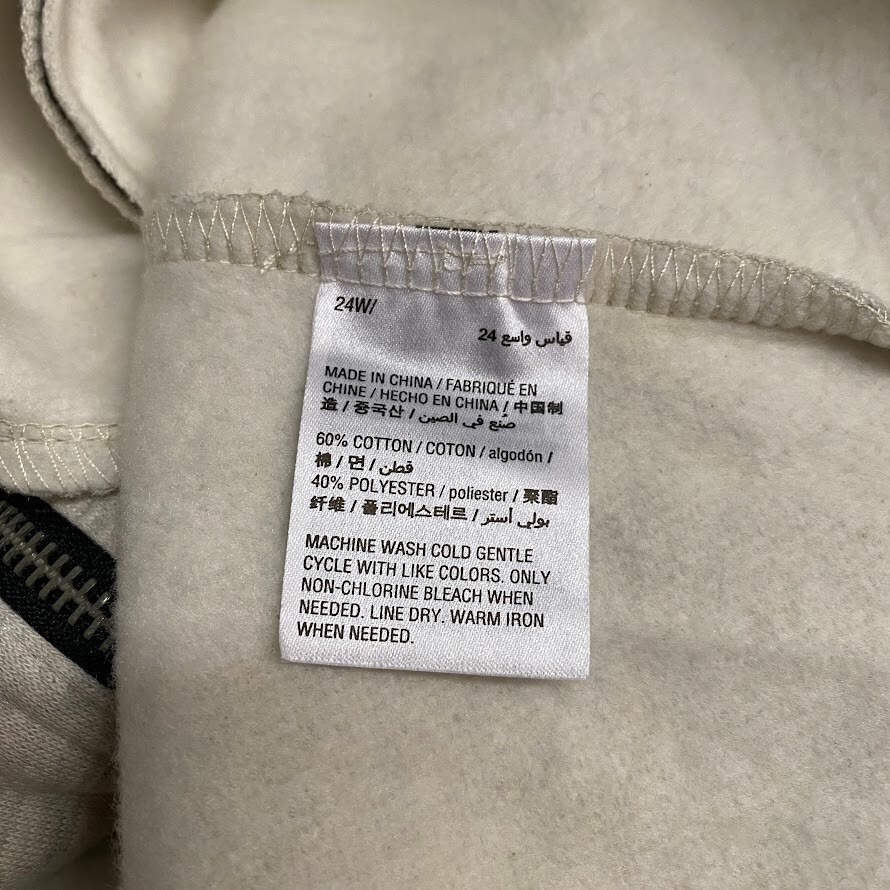 24W/
قياس واسع 24
MADE IN CHINA / FABRIQUÉ EN
CHINE / HECHO EN CHINA / 中国制
造 / 중국산 / صُنع في الصين
60% COTTON / COTON / algodón /
棉 / 면 / قطن
40% POLYESTER / poliester / 聚酯
纤维 / 폴리에스테르 / بولي أستر
MACHINE WASH COLD GENTLE
CYCLE WITH LIKE COLORS. ONLY
NON-CHLORINE BLEACH WHEN
NEEDED. LINE DRY. WARM IRON
WHEN NEEDED.